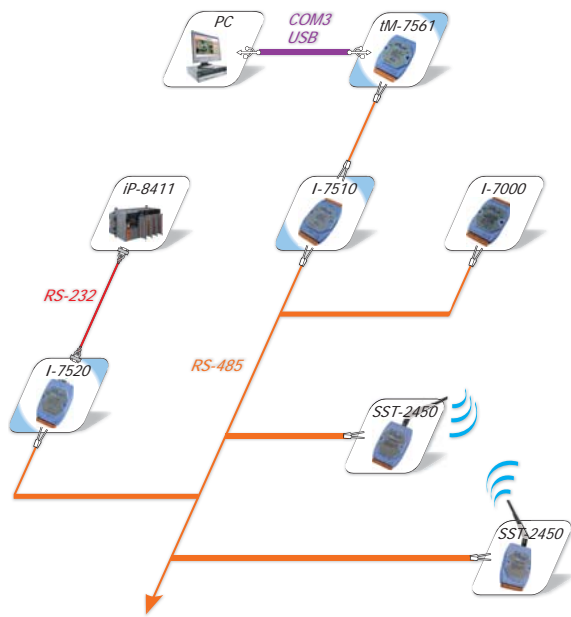 PC
COM3
USB
tM-7561
iP-8411
I-7510
I-7000
RS-232
I-7520
RS-485
SST-2450
SST-2450